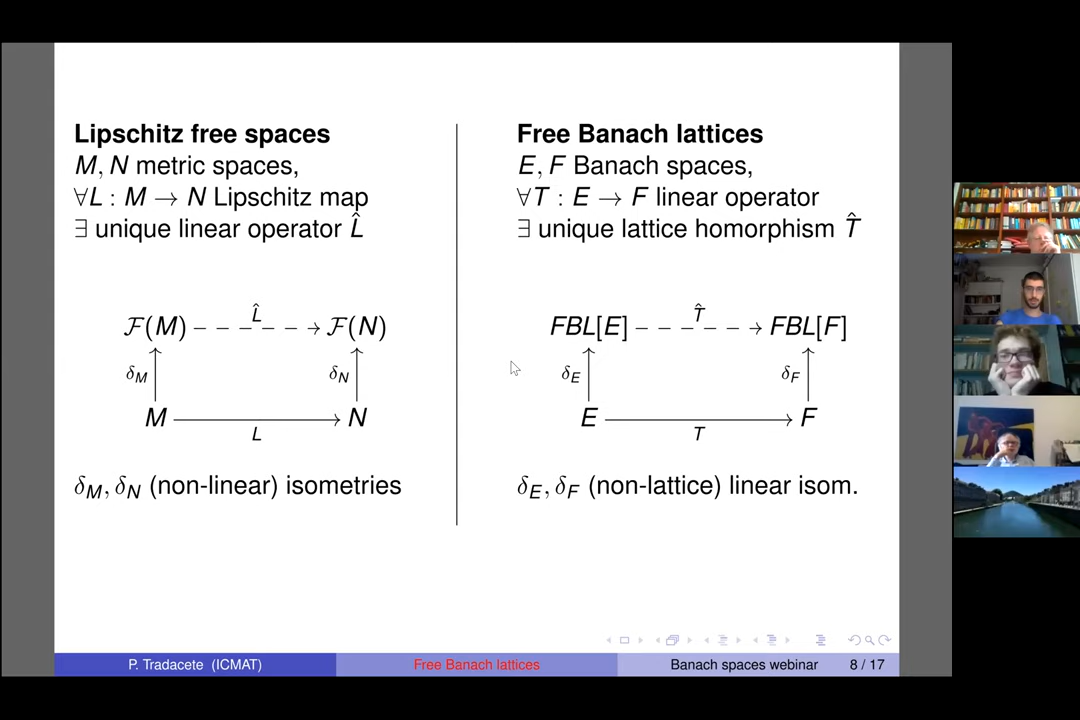 Lipschitz free spaces
M, N metric spaces,
∀L : M → N Lipschitz map
∃ unique linear operator L̂
L̂
F(M) − − − − → F(N)
δ_M δ_N
M → N
L
δ_M, δ_N (non-linear) isometries
Free Banach lattices
E, F Banach spaces,
∀T : E → F linear operator
∃ unique lattice homorphism T̂
T̂
FBL[E] − − − − → FBL[F]
δ_E δ_F
E → F
T
δ_E, δ_F (non-lattice) linear isom.
P. Tradacete (ICMAT) Free Banach lattices Banach spaces webinar 8 / 17